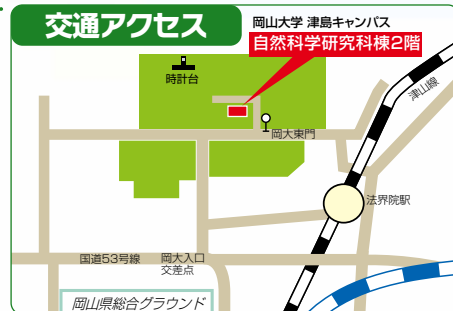 交通アクセス
岡山大学 津島キャンパス
自然科学研究科棟2階
時計台
津山線
岡大東門
法界院駅
国道53号線
岡大入口
交差点
岡山県総合グラウンド